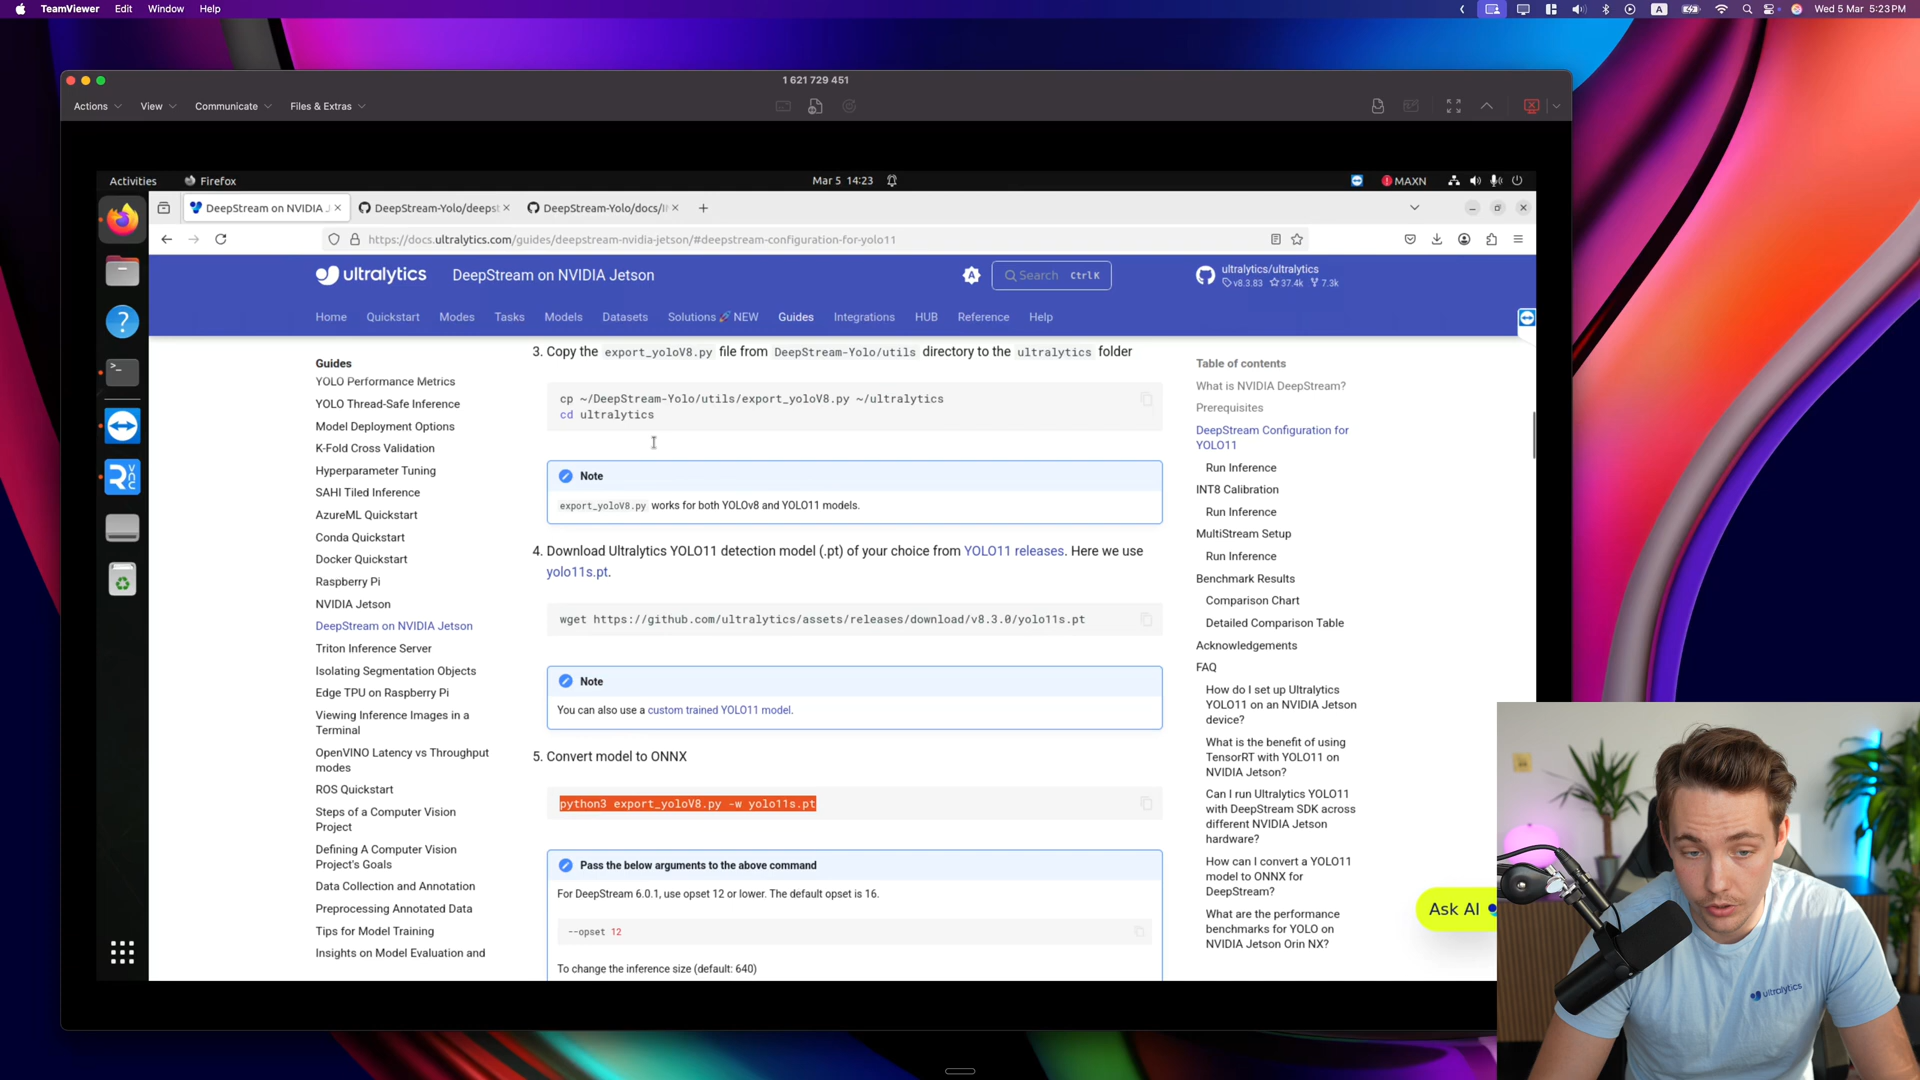 TeamViewer Edit Window Help
A Wed 5 Mar 5:23 PM
1 621 729 451
Actions View Communicate Files & Extras
Activities Firefox Mar 5 14:23 MAXN
DeepStream on NVIDIA J DeepStream-Yolo/deepst DeepStream-Yolo/docs/I
https://docs.ultralytics.com/guides/deepstream-nvidia-jetson/#deepstream-configuration-for-yolo11
ultralytics DeepStream on NVIDIA Jetson Search Ctrl K
ultralytics/ultralytics
v8.3.83 37.4k 7.3k
Home Quickstart Modes Tasks Models Datasets Solutions 🚀 NEW Guides Integrations HUB Reference Help
Guides
YOLO Performance Metrics
YOLO Thread-Safe Inference
Model Deployment Options
K-Fold Cross Validation
Hyperparameter Tuning
SAHI Tiled Inference
AzureML Quickstart
Conda Quickstart
Docker Quickstart
Raspberry Pi
NVIDIA Jetson
DeepStream on NVIDIA Jetson
Triton Inference Server
Isolating Segmentation Objects
Edge TPU on Raspberry Pi
Viewing Inference Images in a
Terminal
OpenVINO Latency vs Throughput
modes
ROS Quickstart
Steps of a Computer Vision
Project
Defining A Computer Vision
Project's Goals
Data Collection and Annotation
Preprocessing Annotated Data
Tips for Model Training
Insights on Model Evaluation and
3. Copy the export_yoloV8.py file from DeepStream-Yolo/utils directory to the ultralytics folder
cp ~/DeepStream-Yolo/utils/export_yoloV8.py ~/ultralytics
cd ultralytics
Note
export_yoloV8.py works for both YOLOv8 and YOLO11 models.
4. Download Ultralytics YOLO11 detection model (.pt) of your choice from YOLO11 releases. Here we use
yolo11s.pt.
wget https://github.com/ultralytics/assets/releases/download/v8.3.0/yolo11s.pt
Note
You can also use a custom trained YOLO11 model.
5. Convert model to ONNX
python3 export_yoloV8.py -w yolo11s.pt
Pass the below arguments to the above command
For DeepStream 6.0.1, use opset 12 or lower. The default opset is 16.
--opset 12
To change the inference size (default: 640)
Table of contents
What is NVIDIA DeepStream?
Prerequisites
DeepStream Configuration for
YOLO11
Run Inference
INT8 Calibration
Run Inference
MultiStream Setup
Run Inference
Benchmark Results
Comparison Chart
Detailed Comparison Table
Acknowledgements
FAQ
How do I set up Ultralytics
YOLO11 on an NVIDIA Jetson
device?
What is the benefit of using
TensorRT with YOLO11 on
NVIDIA Jetson?
Can I run Ultralytics YOLO11
with DeepStream SDK across
different NVIDIA Jetson
hardware?
How can I convert a YOLO11
model to ONNX for
DeepStream?
What are the performance
benchmarks for YOLO on
NVIDIA Jetson Orin NX?
Ask AI
ultralytics